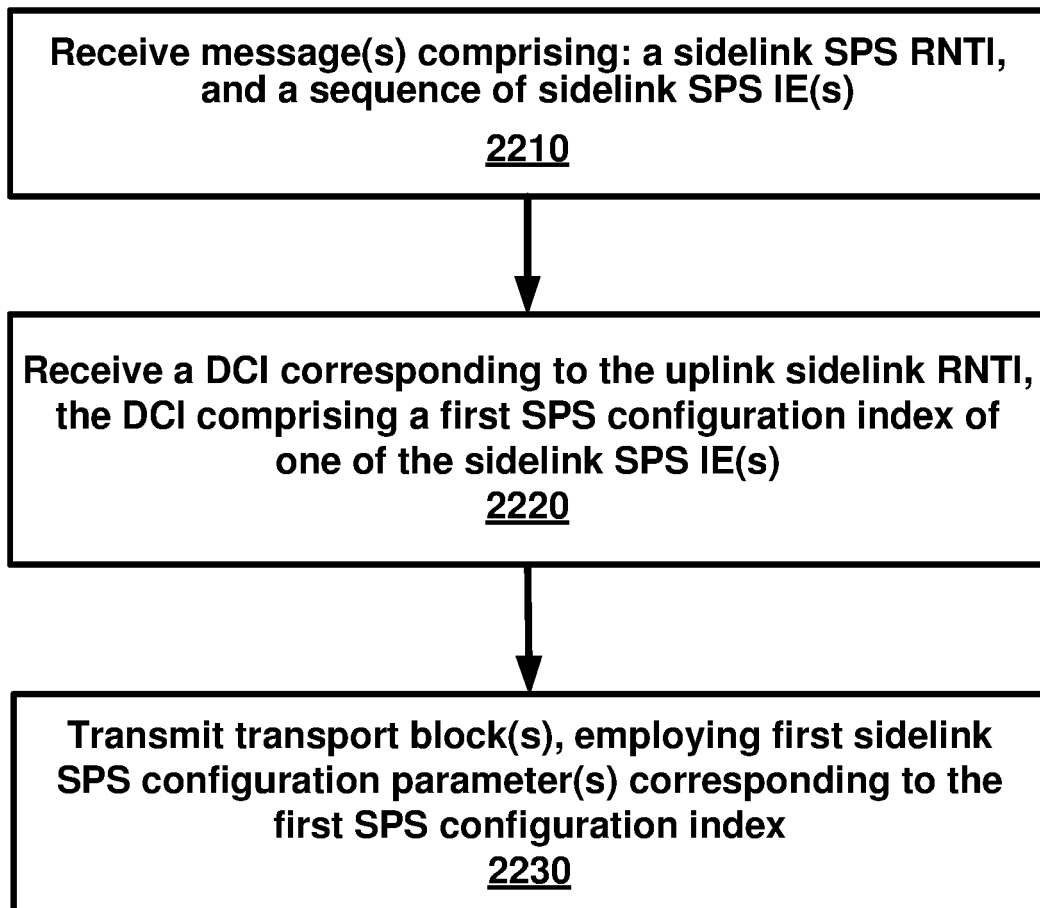 Receive message(s) comprising: a sidelink SPS RNTI,
and a sequence of sidelink SPS IE(s)
2210
Receive a DCI corresponding to the uplink sidelink RNTI,
the DCI comprising a first SPS configuration index of
one of the sidelink SPS IE(s)
2220
Transmit transport block(s), employing first sidelink
SPS configuration parameter(s) corresponding to the
first SPS configuration index
2230